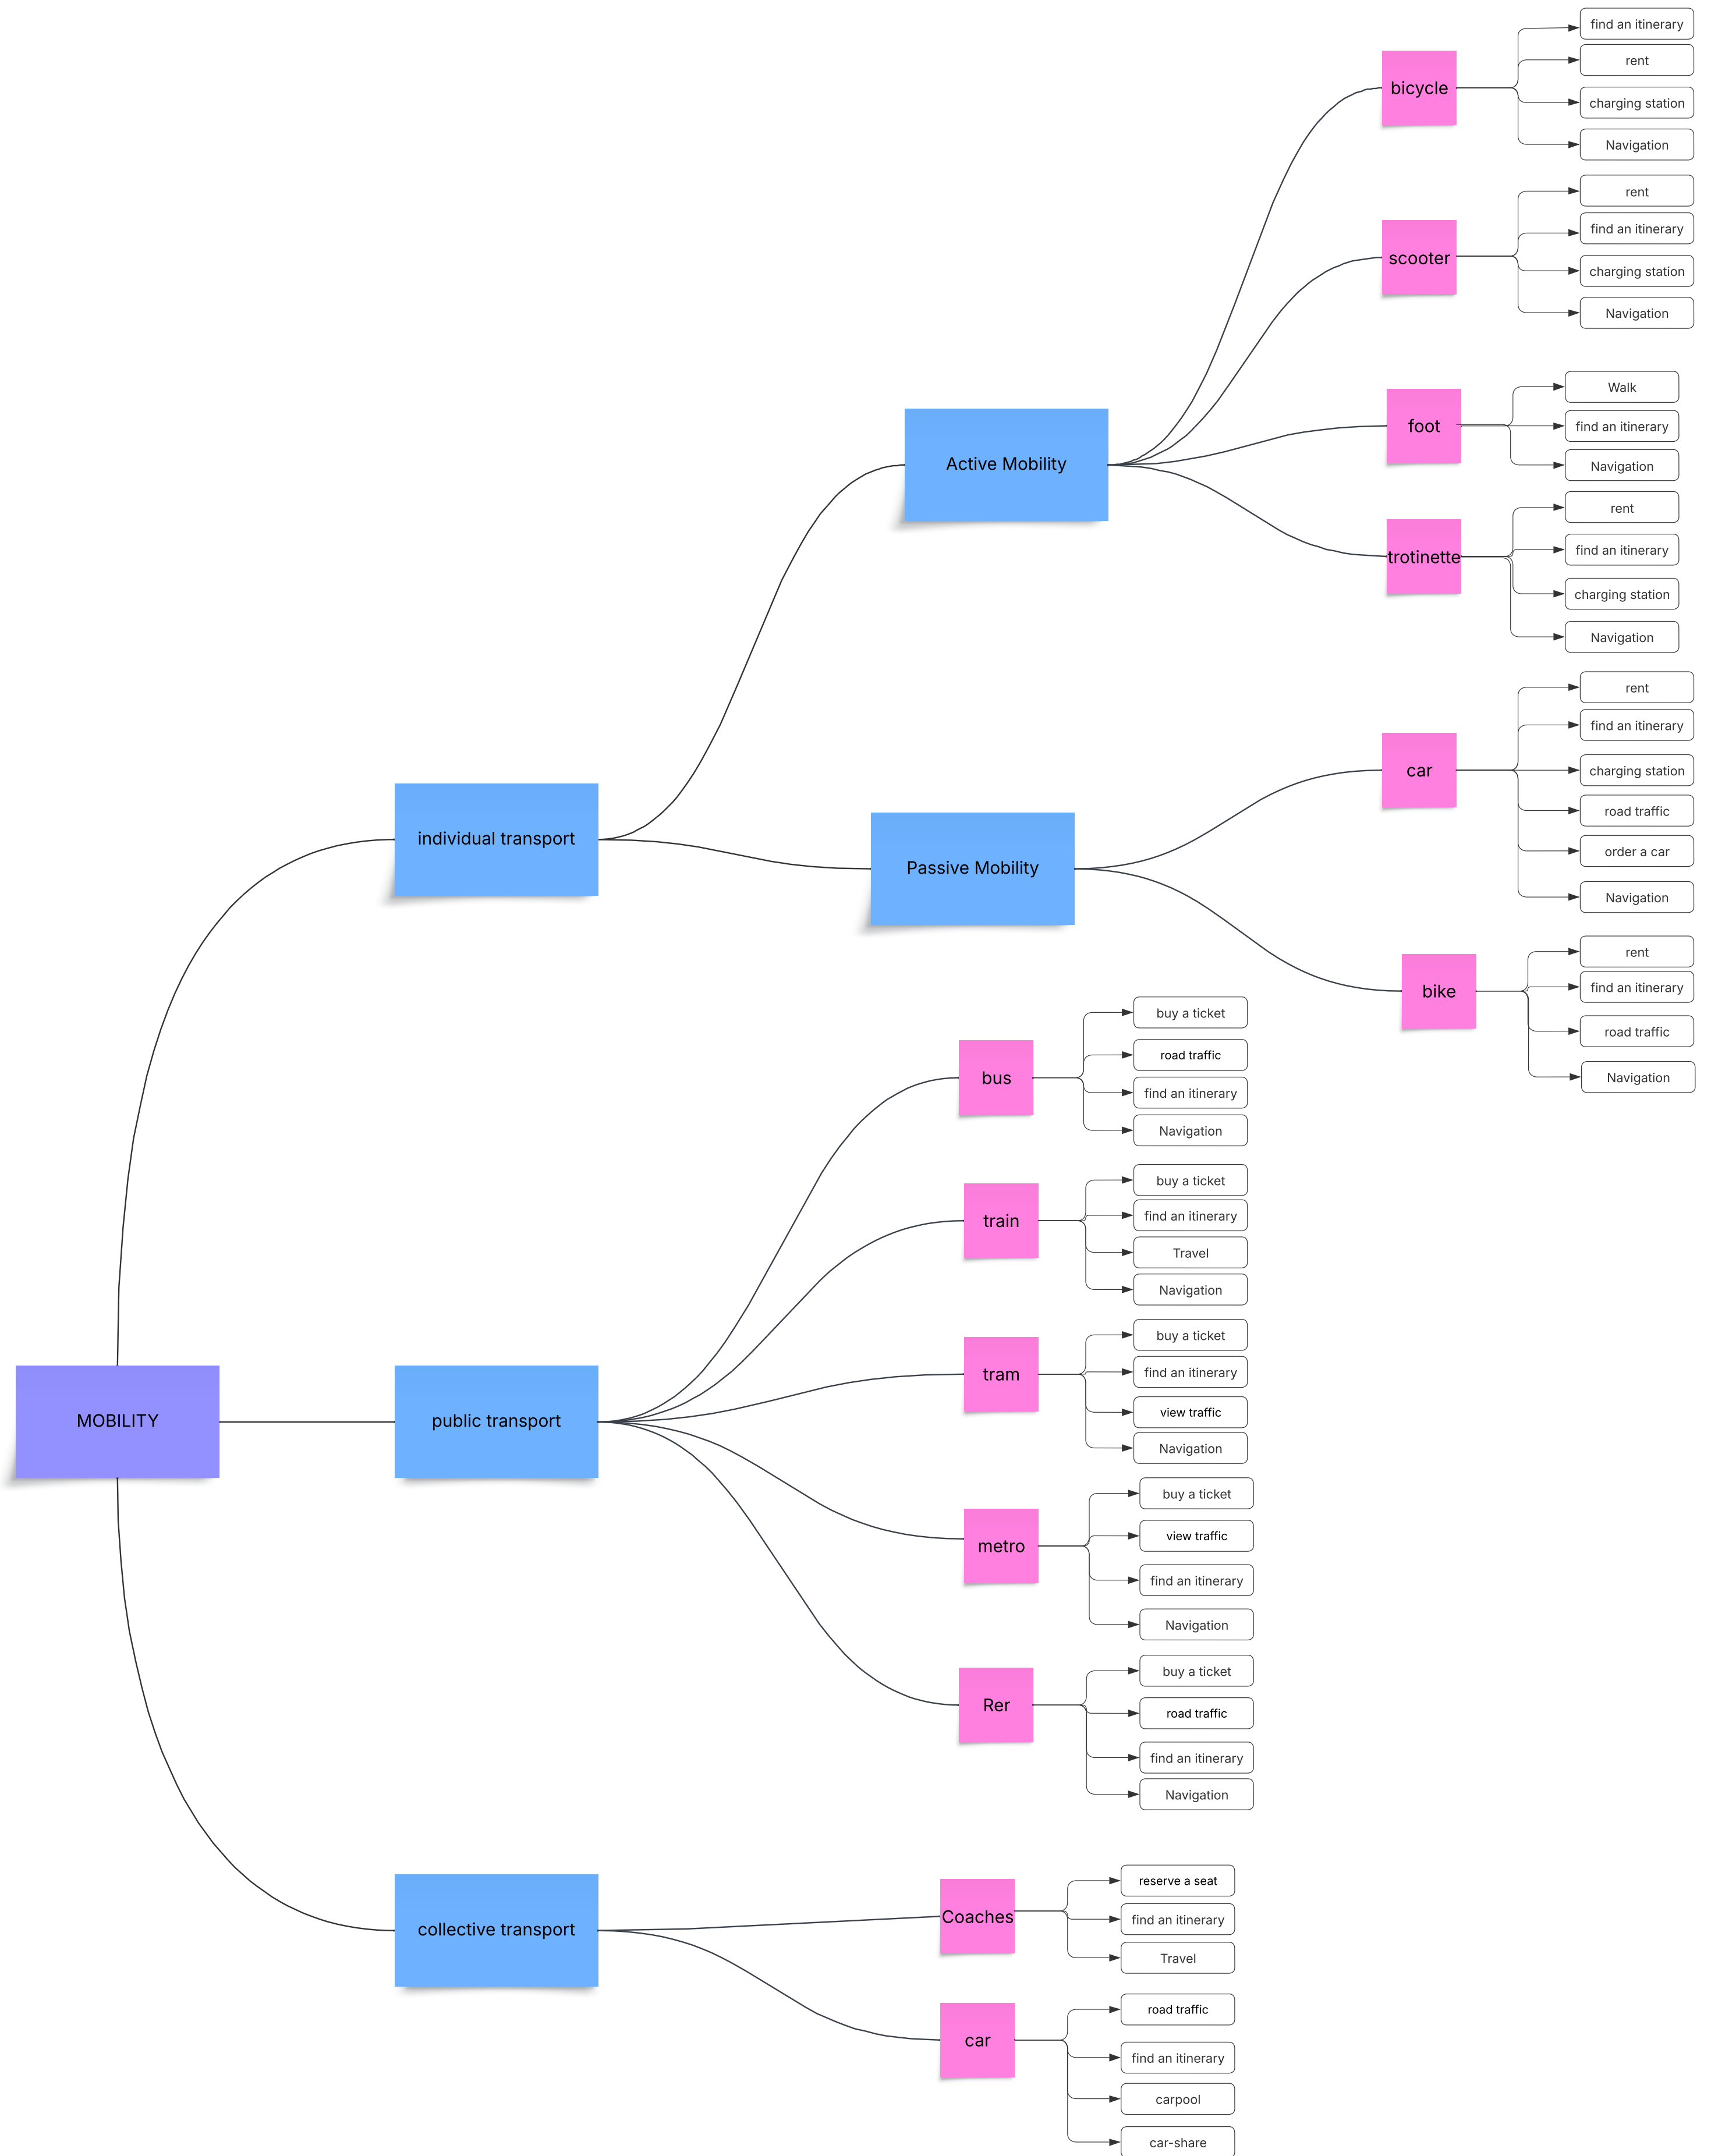 MOBILITY
individual transport
Active Mobility
bicycle
find an itinerary
rent
charging station
Navigation
scooter
rent
find an itinerary
charging station
Navigation
foot
Walk
find an itinerary
Navigation
trotinette
rent
find an itinerary
charging station
Navigation
Passive Mobility
car
rent
find an itinerary
charging station
road traffic
order a car
Navigation
bike
rent
find an itinerary
road traffic
Navigation
public transport
bus
buy a ticket
road traffic
find an itinerary
Navigation
train
buy a ticket
find an itinerary
Travel
Navigation
tram
buy a ticket
find an itinerary
view traffic
Navigation
metro
buy a ticket
view traffic
find an itinerary
Navigation
Rer
buy a ticket
road traffic
find an itinerary
Navigation
collective transport
Coaches
reserve a seat
find an itinerary
Travel
car
road traffic
find an itinerary
carpool
car-share